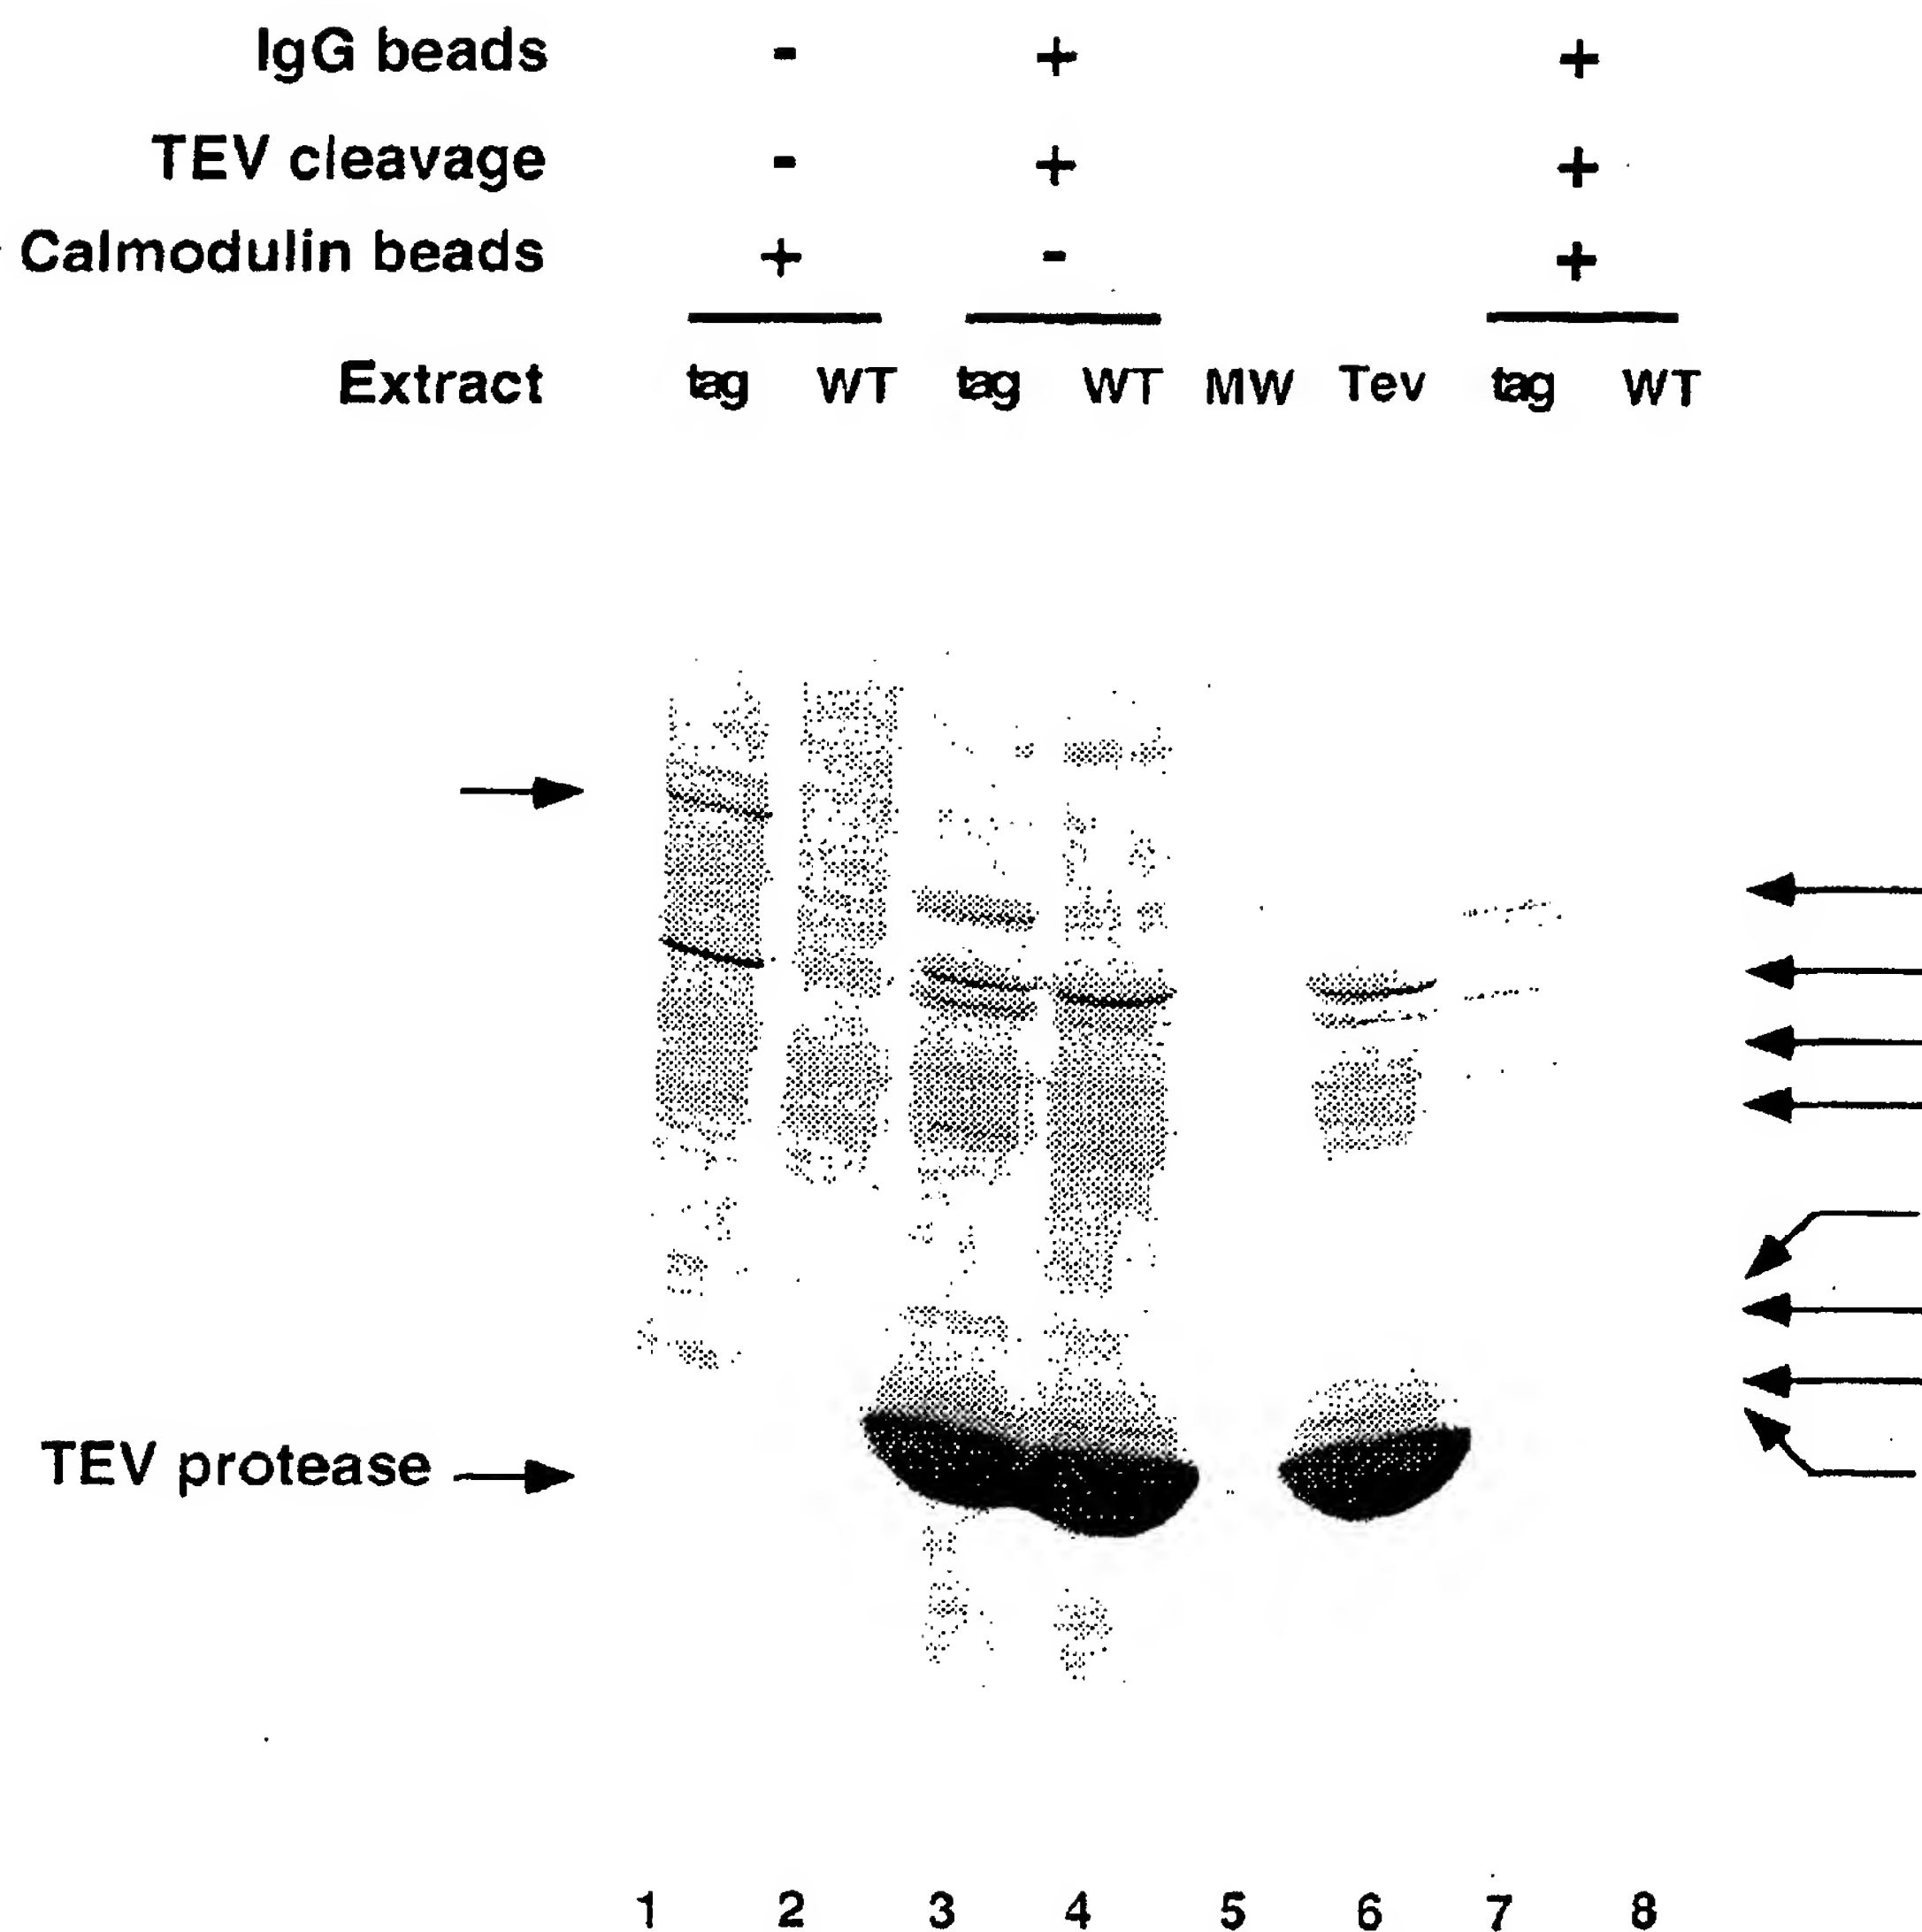 IgG beads - + +
TEV cleavage - + +
Calmodulin beads + - +
Extract tag WT tag WT MW Tev tag WT
TEV protease
1 2 3 4 5 6 7 8